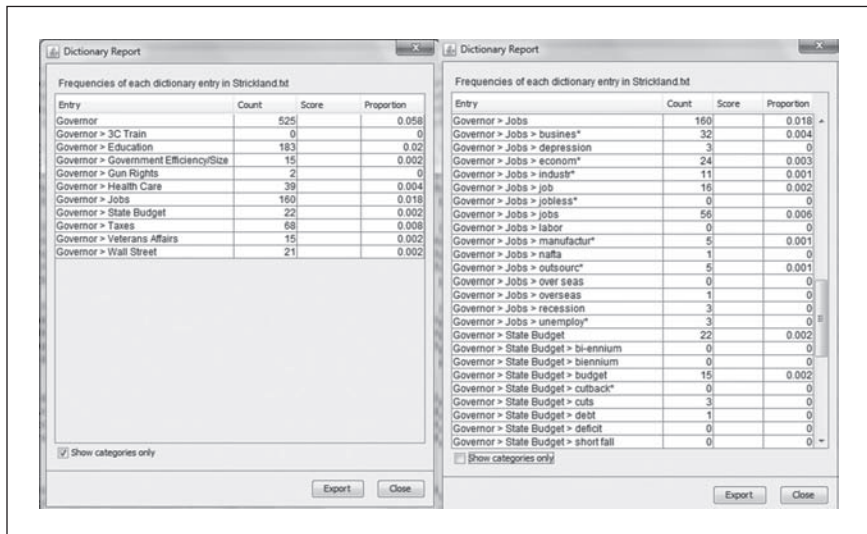 Dictionary Report
Frequencies of each dictionary entry in Strickland.txt
Entry Count Score Proportion
Governor 525 0.058
Governor > 3C Train 0 0
Governor > Education 183 0.02
Governor > Government Efficiency/Size 15 0.002
Governor > Gun Rights 2 0
Governor > Health Care 39 0.004
Governor > Jobs 160 0.018
Governor > State Budget 22 0.002
Governor > Taxes 68 0.008
Governor > Veterans Affairs 15 0.002
Governor > Wall Street 21 0.002
Show categories only
Export Close
Dictionary Report
Frequencies of each dictionary entry in Strickland.txt
Entry Count Score Proportion
Governor > Jobs 160 0.018
Governor > Jobs > busines* 32 0.004
Governor > Jobs > depression 3 0
Governor > Jobs > econom* 24 0.003
Governor > Jobs > industr* 11 0.001
Governor > Jobs > job 16 0.002
Governor > Jobs > jobless* 0 0
Governor > Jobs > jobs 56 0.006
Governor > Jobs > labor 0 0
Governor > Jobs > manufactur* 5 0.001
Governor > Jobs > nafta 1 0
Governor > Jobs > outsourc* 5 0.001
Governor > Jobs > over seas 0 0
Governor > Jobs > overseas 1 0
Governor > Jobs > recession 3 0
Governor > Jobs > unemploy* 3 0
Governor > State Budget 22 0.002
Governor > State Budget > bi-ennium 0 0
Governor > State Budget > biennium 0 0
Governor > State Budget > budget 15 0.002
Governor > State Budget > cutback* 0 0
Governor > State Budget > cuts 3 0
Governor > State Budget > debt 1 0
Governor > State Budget > deficit 0 0
Governor > State Budget > short fall 0 0
Show categories only
Export Close